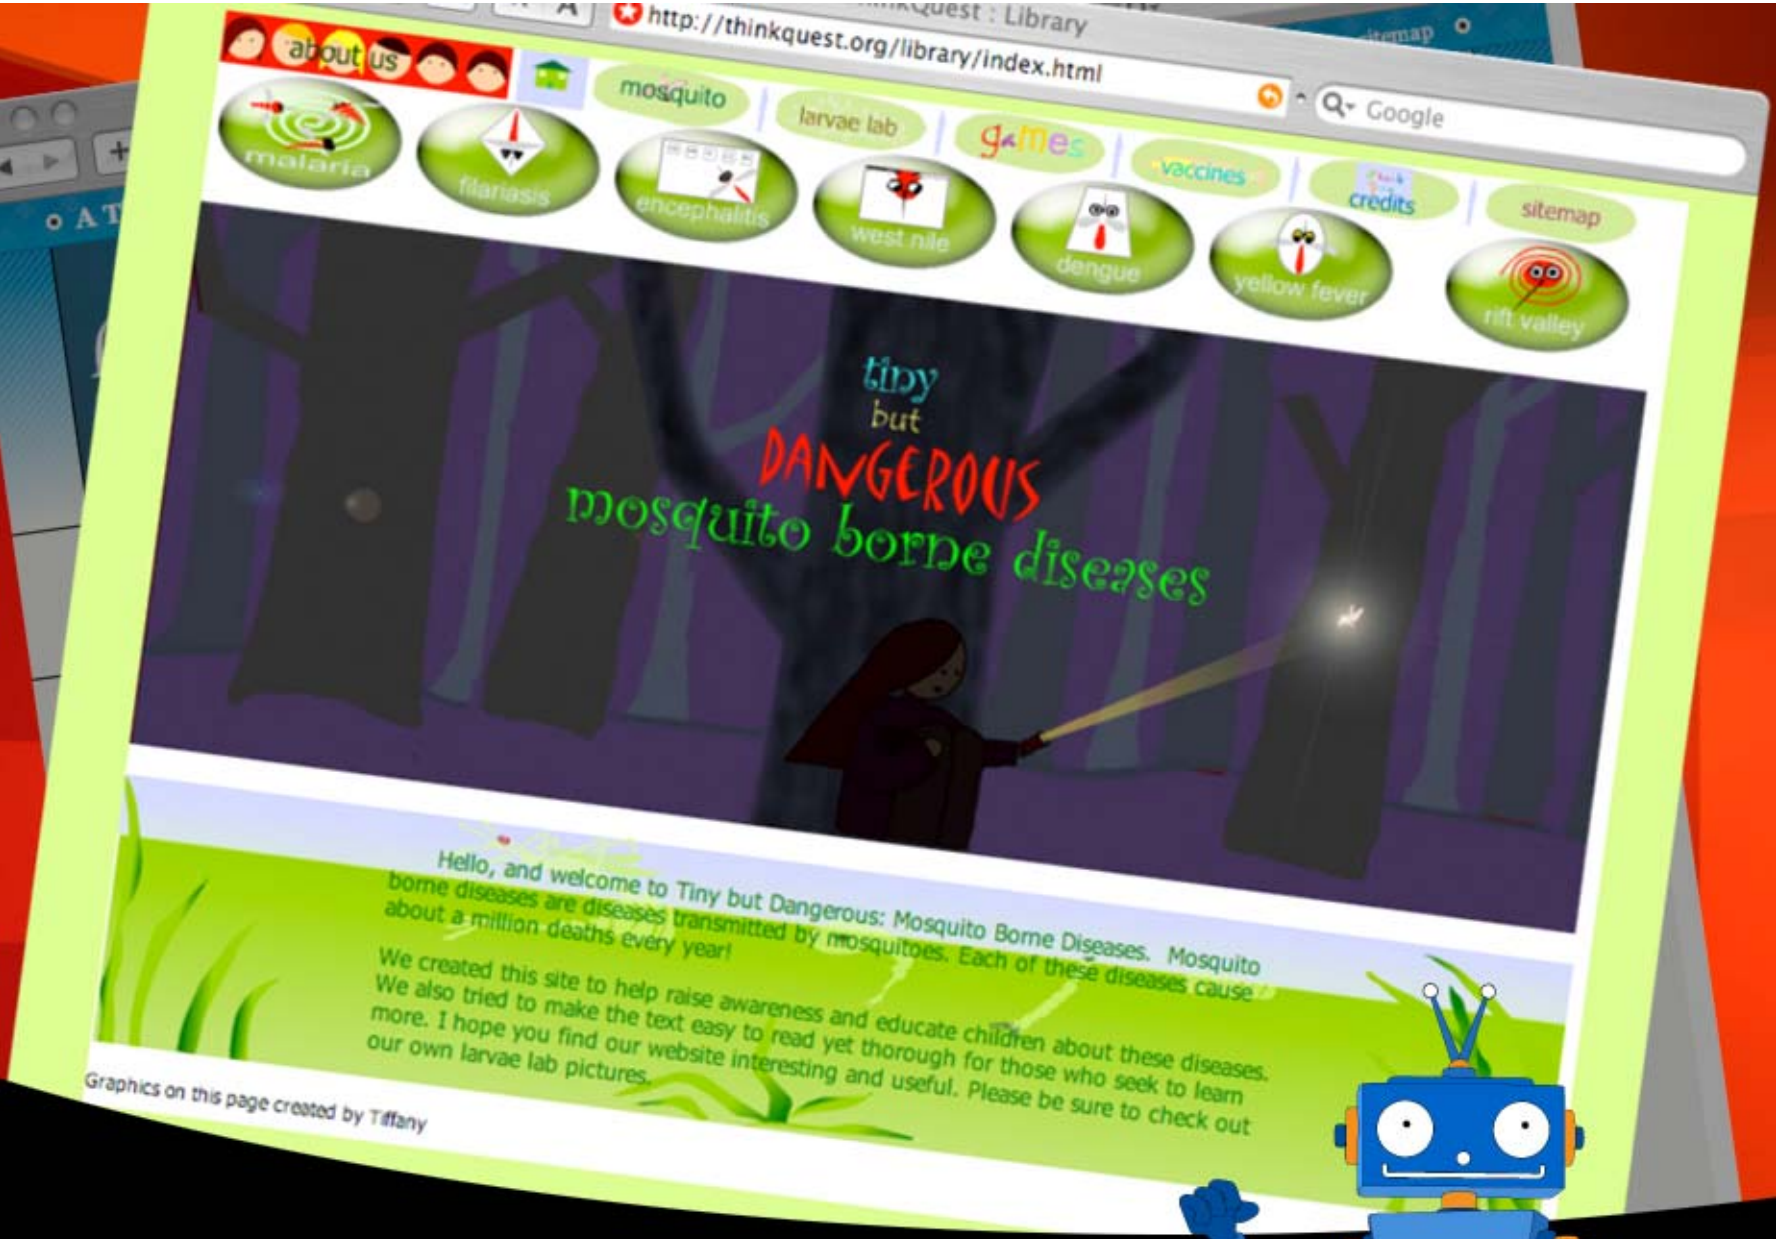 http://thinkquest.org/library/index.html
Google
: Library
sitemap
about us
mosquito
larvae lab
games
vaccines
credits
sitemap
malaria
filariasis
encephalitis
west nile
dengue
yellow fever
rift valley
tiny
but
DANGEROUS
mosquito borne diseases
Hello, and welcome to Tiny but Dangerous: Mosquito Borne Diseases. Mosquito
borne diseases are diseases transmitted by mosquitoes. Each of these diseases cause
about a million deaths every year!
We created this site to help raise awareness and educate children about these diseases.
We also tried to make the text easy to read yet thorough for those who seek to learn
more. I hope you find our website interesting and useful. Please be sure to check out
our own larvae lab pictures.
Graphics on this page created by Tiffany